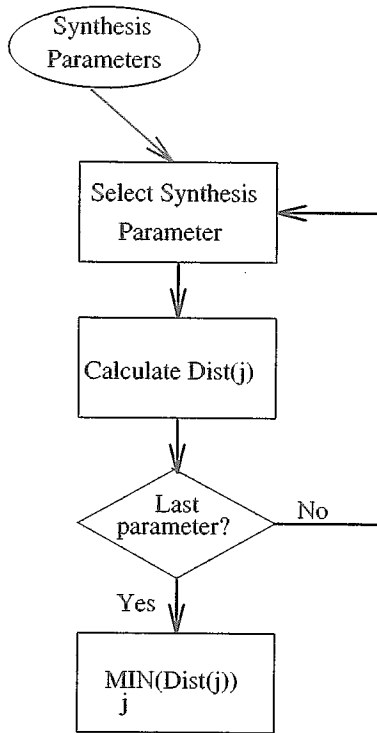 Synthesis
Parameters
Select Synthesis
Parameter
Calculate Dist(j)
Last
parameter?
No
Yes
MIN(Dist(j))
j